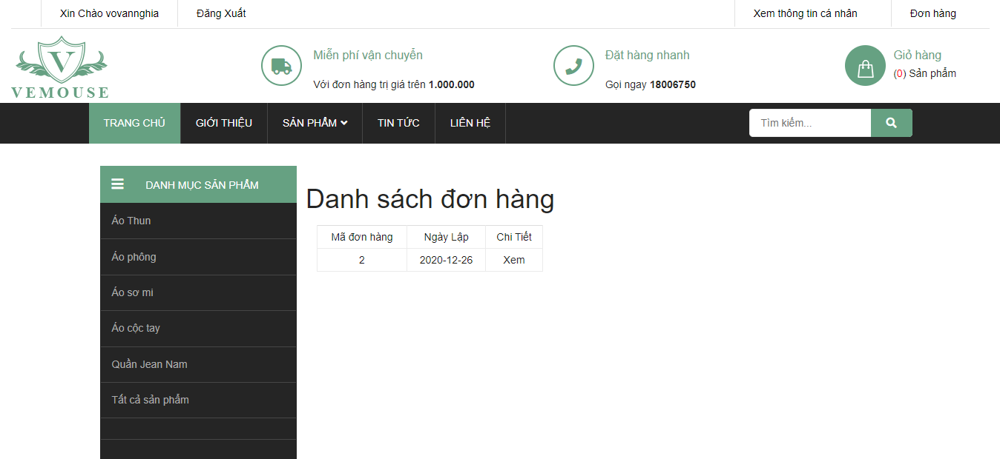 Xin Chào vovannghia
Đăng Xuất
Xem thông tin cá nhân
Đơn hàng
V
VEMOUSE
Miễn phí vận chuyển
Với đơn hàng trị giá trên 1.000.000
Đặt hàng nhanh
Gọi ngay 18006750
Giỏ hàng
(0) Sản phẩm
TRANG CHỦ
GIỚI THIỆU
SẢN PHẨM
TIN TỨC
LIÊN HỆ
Tìm kiếm...
DANH MỤC SẢN PHẨM
Áo Thun
Áo phông
Áo sơ mi
Áo cộc tay
Quần Jean Nam
Tất cả sản phẩm
Danh sách đơn hàng
Mã đơn hàng Ngày Lập Chi Tiết
2 2020-12-26 Xem